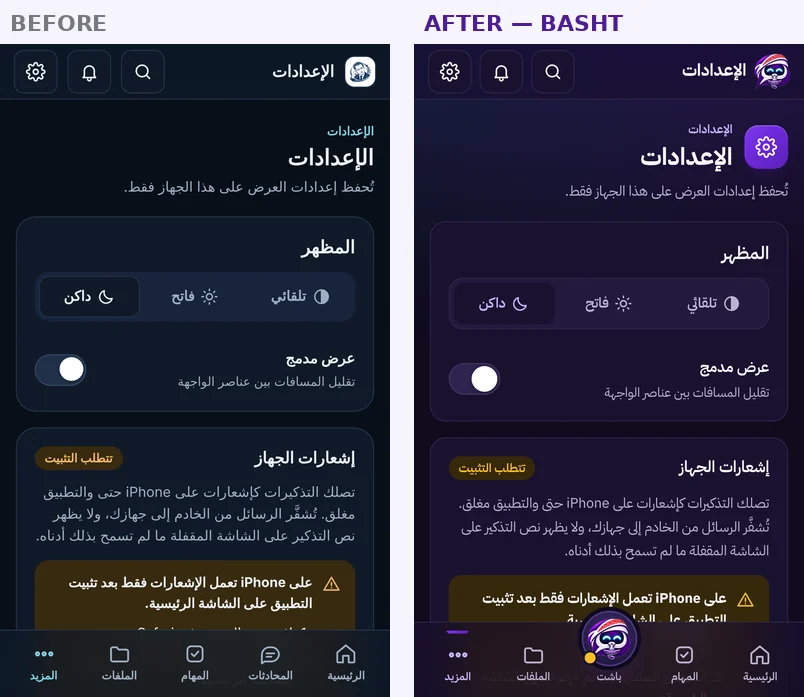 BEFORE
الإعدادات
الإعدادات
الإعدادات
تُحفظ إعدادات العرض على هذا الجهاز فقط.
المظهر
تلقائي
فاتح
داكن
عرض مدمج
تقليل المسافات بين عناصر الواجهة
إشعارات الجهاز
تتطلب التثبيت
تصلك التذكيرات كإشعارات على iPhone حتى والتطبيق
مغلق. تُشفَّر الرسائل من الخادم إلى جهازك، ولا يظهر
نص التذكير على الشاشة المقفلة ما لم تسمح بذلك أدناه.
على iPhone تعمل الإشعارات فقط بعد تثبيت
التطبيق على الشاشة الرئيسية.
الرئيسية
المحادثات
المهام
الملفات
المزيد
AFTER — BASHT
الإعدادات
الإعدادات
الإعدادات
تُحفظ إعدادات العرض على هذا الجهاز فقط.
المظهر
تلقائي
فاتح
داكن
عرض مدمج
تقليل المسافات بين عناصر الواجهة
إشعارات الجهاز
تتطلب التثبيت
تصلك التذكيرات كإشعارات على iPhone حتى والتطبيق مغلق.
تُشفَّر الرسائل من الخادم إلى جهازك، ولا يظهر نص التذكير على
الشاشة المقفلة ما لم تسمح بذلك أدناه.
على iPhone تعمل الإشعارات فقط بعد تثبيت
الرئيسية
المهام
باشت
الملفات
المزيد